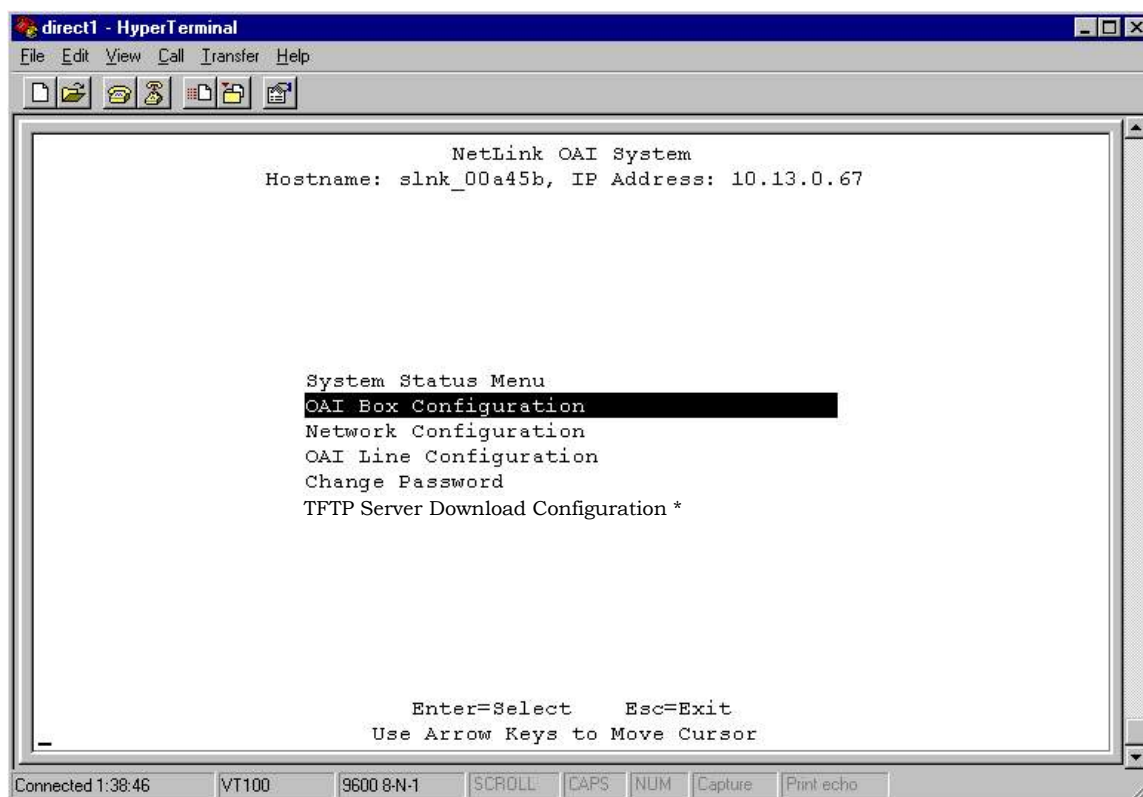 direct1 - HyperTerminal
File Edit View Call Transfer Help
NetLink OAI System
Hostname: slnk_00a45b, IP Address: 10.13.0.67
System Status Menu
OAI Box Configuration
Network Configuration
OAI Line Configuration
Change Password
TFTP Server Download Configuration *
Enter=Select Esc=Exit
Use Arrow Keys to Move Cursor
Connected 1:38:46 VT100 9600 8-N-1 SCROLL CAPS NUM Capture Print echo